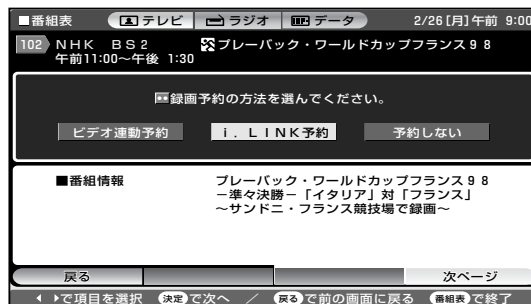 ■番組表 テレビ ラジオ データ 2/26[月]午前 9:00
102 NHK BS2 プレーバック・ワールドカップフランス98
午前11:00~午後 1:30
録画予約の方法を選んでください。
ビデオ連動予約 i.LINK予約 予約しない
■番組情報 プレーバック・ワールドカップフランス98
-準々決勝-「イタリア」対「フランス」
~サンドニ・フランス競技場で録画~
戻る 次ページ
で項目を選択 決定で次へ / 戻るで前の画面に戻る 番組表で終了